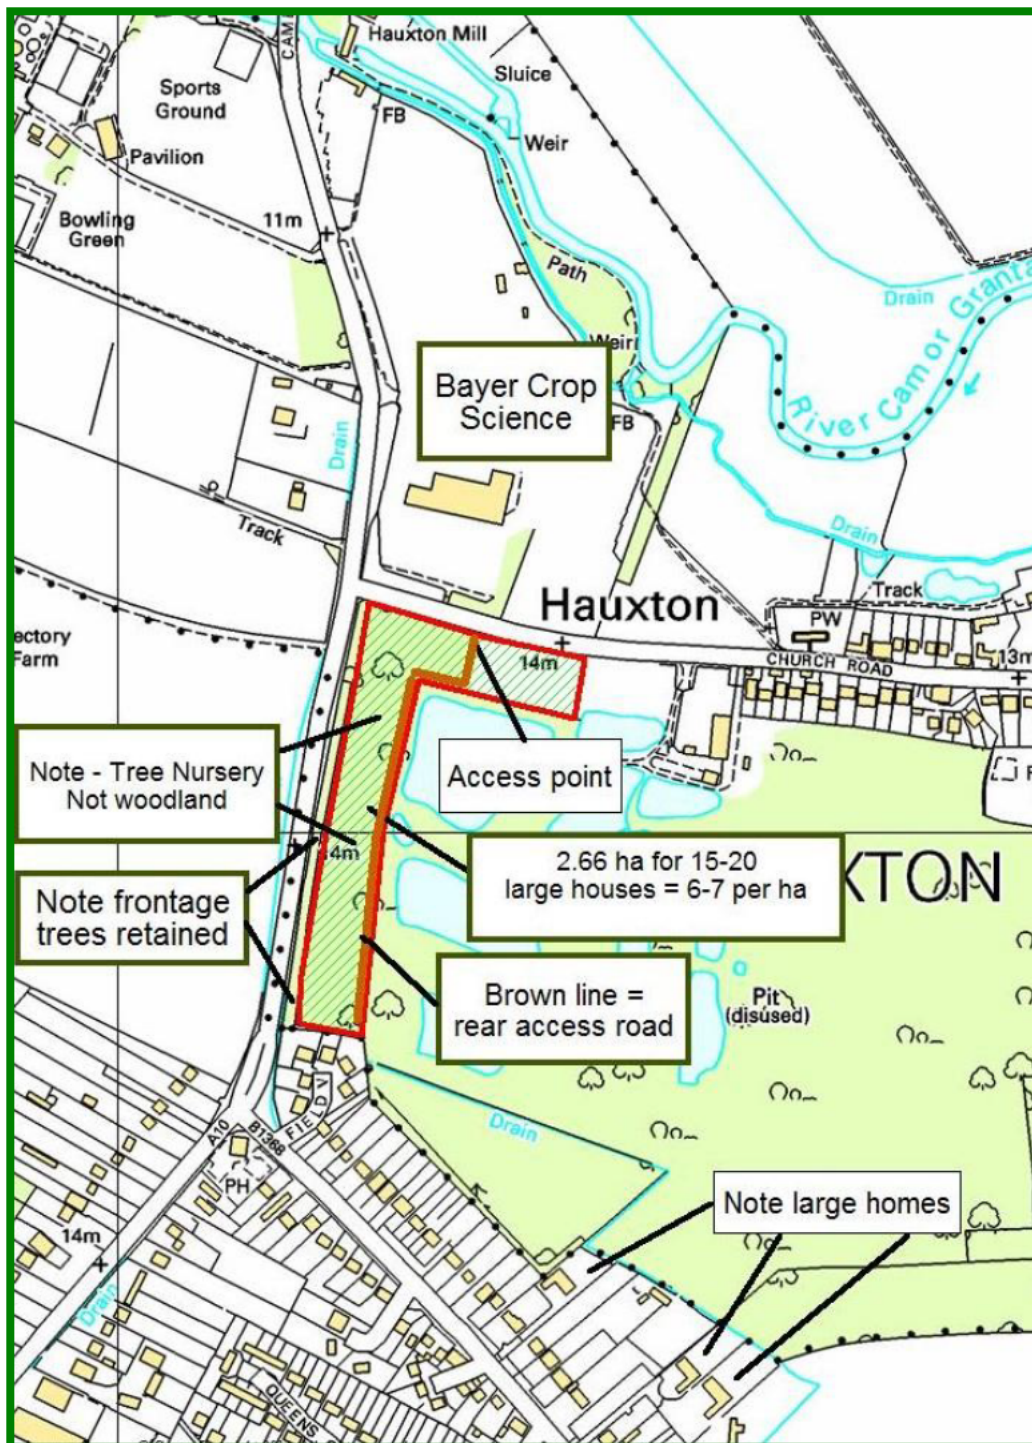 CAM
Hauxton Mill
Sluice
Sports
Ground
FB
Weir
Pavilion
11m
Bowling
Green
Path
Drain
River Cam or Granta
Weir
Bayer Crop
Science
FB
Drain
Track
Drain
Track
Hauxton
PW
ectory
Farm
14m
CHURCH ROAD
13m
Note - Tree Nursery
Not woodland
Access point
14m
2.66 ha for 15-20
large houses = 6-7 per ha
XTON
Note frontage
trees retained
Brown line =
rear access road
Pit
(disused)
Drain
A10
B1368
FIELD
PH
Note large homes
14m
Drain
QUEENS